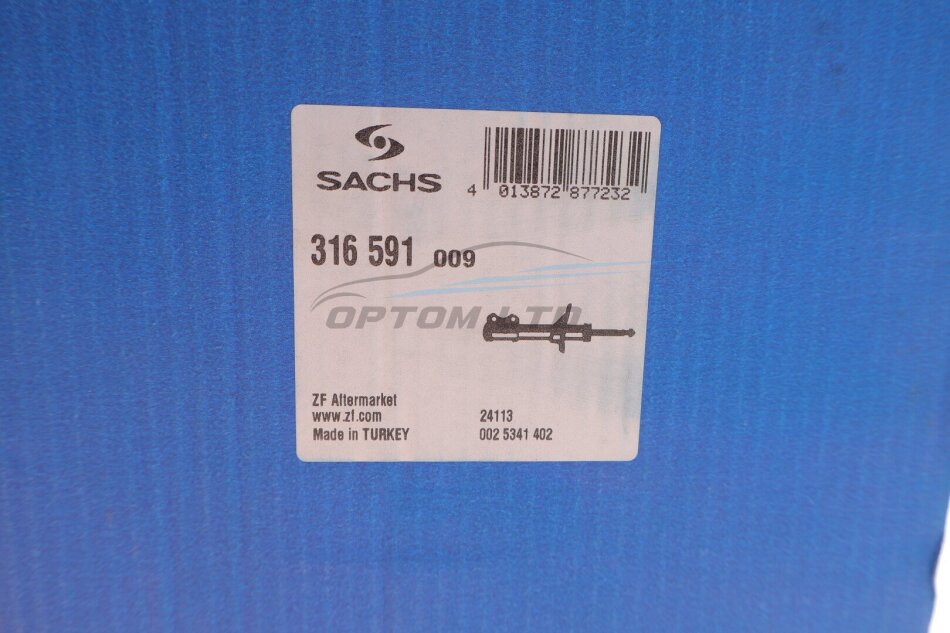 SACHS
4 013872 877232
316 591 009
OPTOM LTD
ZF Aftermarket
www.zf.com
Made in TURKEY
24113
002 5341 402